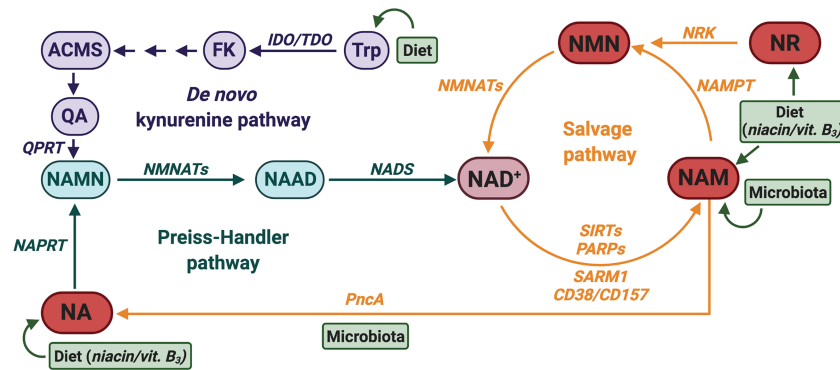 ACMS
FK
IDO/TDO
Trp
Diet
NMN
NRK
NR
QA
De novo
kynurenine pathway
NMNATs
NAMPT
Diet
(niacin/vit. B3)
Salvage
pathway
QPRT
NAMN
NMNATs
NAAD
NADS
NAD+
NAM
Microbiota
NAPRT
Preiss-Handler
pathway
SIRTs
PARPs
SARM1
CD38/CD157
NA
PncA
Microbiota
Diet (niacin/vit. B3)